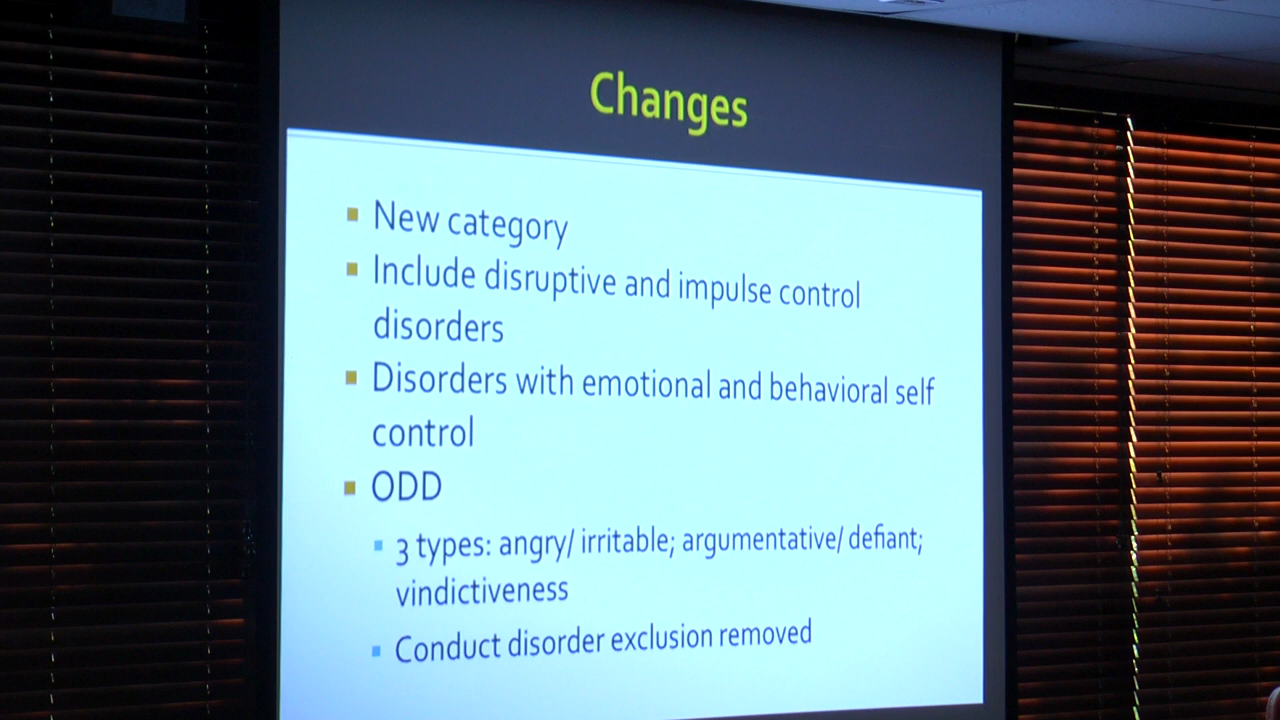 Changes
New category
Include disruptive and impulse control
disorders
Disorders with emotional and behavioral self
control
ODD
3 types: angry/ irritable; argumentative/ defiant;
vindictiveness
Conduct disorder exclusion removed